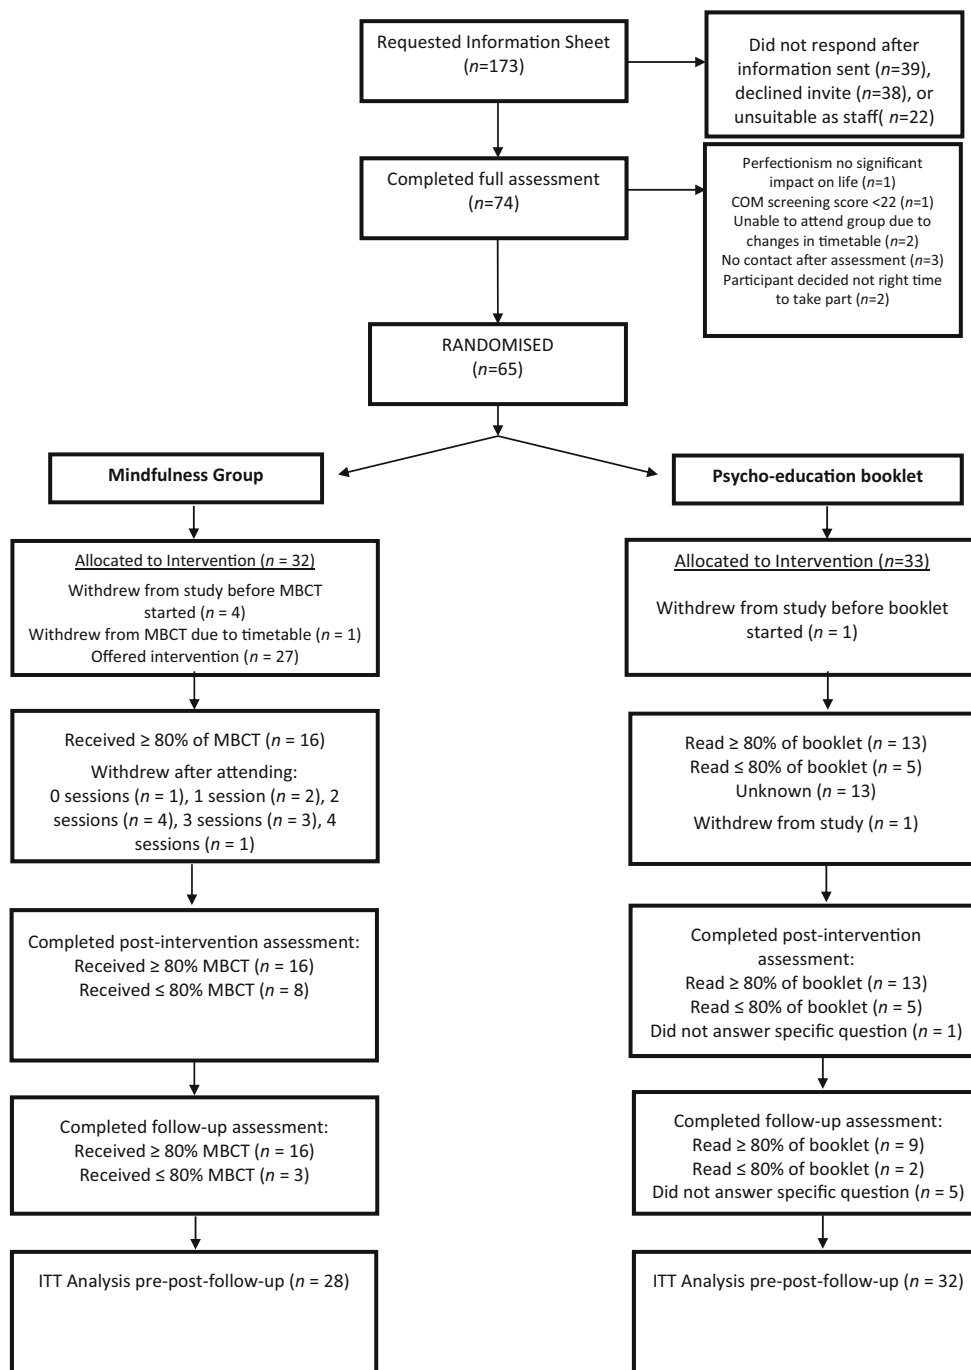 Requested Information Sheet
(n=173)
Did not respond after
information sent (n=39),
declined invite (n=38), or
unsuitable as staff( n=22)
Completed full assessment
(n=74)
Perfectionism no significant
impact on life (n=1)
COM screening score <22 (n=1)
Unable to attend group due to
changes in timetable (n=2)
No contact after assessment (n=3)
Participant decided not right time
to take part (n=2)
RANDOMISED
(n=65)
Mindfulness Group
Psycho-education booklet
Allocated to Intervention (n = 32)
Withdrew from study before MBCT
started (n = 4)
Withdrew from MBCT due to timetable (n = 1)
Offered intervention (n = 27)
Allocated to Intervention (n=33)
Withdrew from study before booklet
started (n = 1)
Received ≥ 80% of MBCT (n = 16)
Withdrew after attending:
0 sessions (n = 1), 1 session (n = 2), 2
sessions (n = 4), 3 sessions (n = 3), 4
sessions (n = 1)
Read ≥ 80% of booklet (n = 13)
Read ≤ 80% of booklet (n = 5)
Unknown (n = 13)
Withdrew from study (n = 1)
Completed post-intervention assessment:
Received ≥ 80% MBCT (n = 16)
Received ≤ 80% MBCT (n = 8)
Completed post-intervention
assessment:
Read ≥ 80% of booklet (n = 13)
Read ≤ 80% of booklet (n = 5)
Did not answer specific question (n = 1)
Completed follow-up assessment:
Received ≥ 80% MBCT (n = 16)
Received ≤ 80% MBCT (n = 3)
Completed follow-up assessment:
Read ≥ 80% of booklet (n = 9)
Read ≤ 80% of booklet (n = 2)
Did not answer specific question (n = 5)
ITT Analysis pre-post-follow-up (n = 28)
ITT Analysis pre-post-follow-up (n = 32)